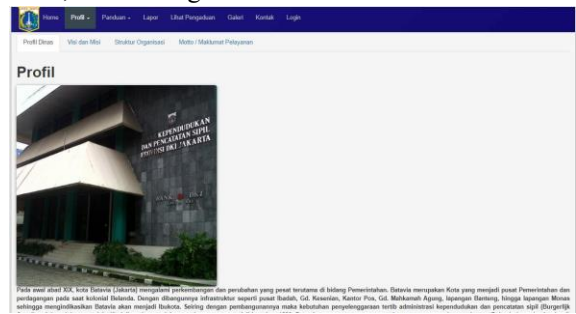 Home Profil Panduan Lapor Lihat Pengaduan Galeri Kontak Login
Profil Dinas Visi dan Misi Struktur Organisasi Motto / Maklumat Pelayanan
Profil
KEPENDUDUKAN
DAN PENCATATAN SIPIL
PROVINSI DKI JAKARTA
BANK DKI
Pada awal abad XIX, kota Batavia (Jakarta) mengalami perkembangan dan perubahan yang pesat terutama di bidang Pemerintahan. Batavia merupakan Kota yang menjadi pusat Pemerintahan dan
perdagangan pada saat kolonial Belanda. Dengan dibangunnya infrastruktur seperti pusat Ibadah, Gd. Kesenian, Kantor Pos, Gd. Mahkamah Agung, lapangan Banteng, hingga lapangan Monas
sehingga mengindikasikan Batavia akan menjadi Ibukota. Seiring dengan pembangunannya maka kebutuhan penyelenggaraan tertib administrasi kependudukan dan pencatatan sipil (Burgerlijk